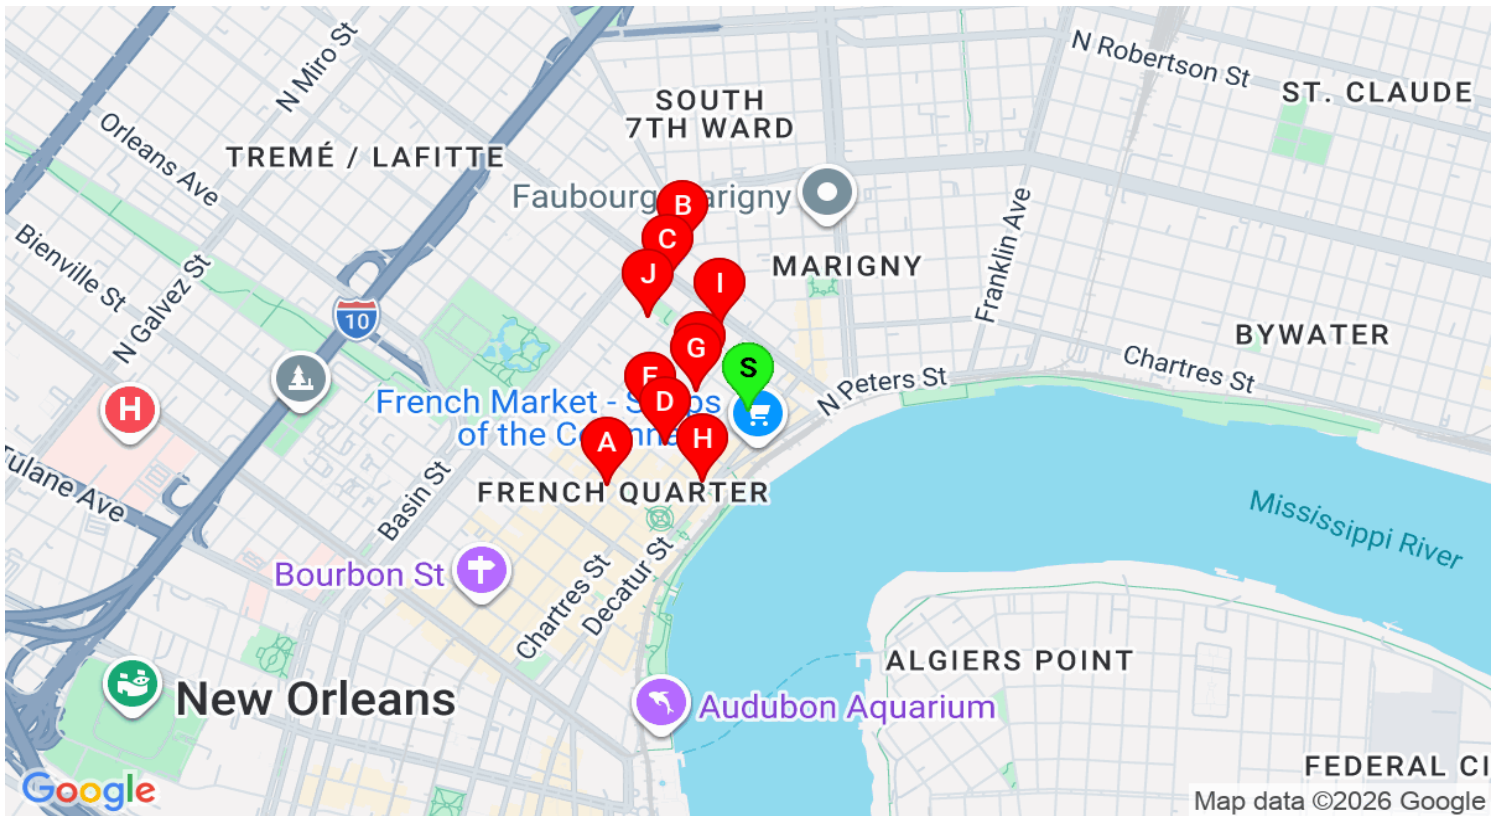 N Miro St
N Robertson St
ST. CLAUDE
SOUTH
7TH WARD
Orleans Ave
TREMÉ / LAFITTE
Faubourg Marigny
B
C
J
I
MARIGNY
Franklin Ave
Bienville St
N Galvez St
10
G
S
BYWATER
Chartres St
N Peters St
D
French Market - Shops
of the Colonnade
A
H
H
Tulane Ave
FRENCH QUARTER
Basin St
Mississippi River
Bourbon St
Chartres St
Decatur St
ALGIERS POINT
New Orleans
Audubon Aquarium
FEDERAL CI
Google
Map data ©2026 Google